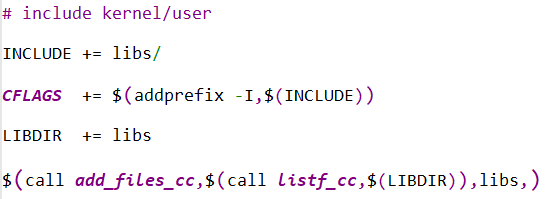 # include kernel/user
INCLUDE += libs/
CFLAGS += $(addprefix -I,$(INCLUDE))
LIBDIR += libs
$(call add_files_cc,$(call listf_cc,$(LIBDIR)),libs,)